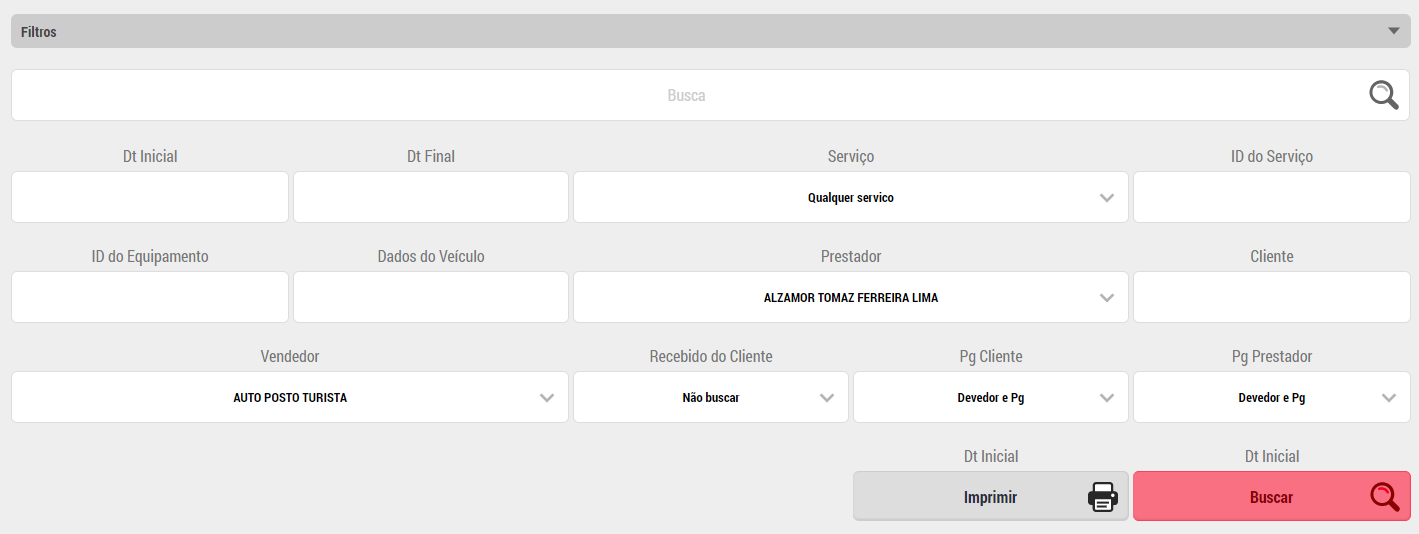 Filtros
Busca
Dt Inicial Dt Final Serviço ID do Serviço
Qualquer servico
ID do Equipamento Dados do Veículo Prestador Cliente
ALZAMOR TOMAZ FERREIRA LIMA
Vendedor Recebido do Cliente Pg Cliente Pg Prestador
AUTO POSTO TURISTA Não buscar Devedor e Pg Devedor e Pg
Dt Inicial Dt Inicial
Imprimir Buscar